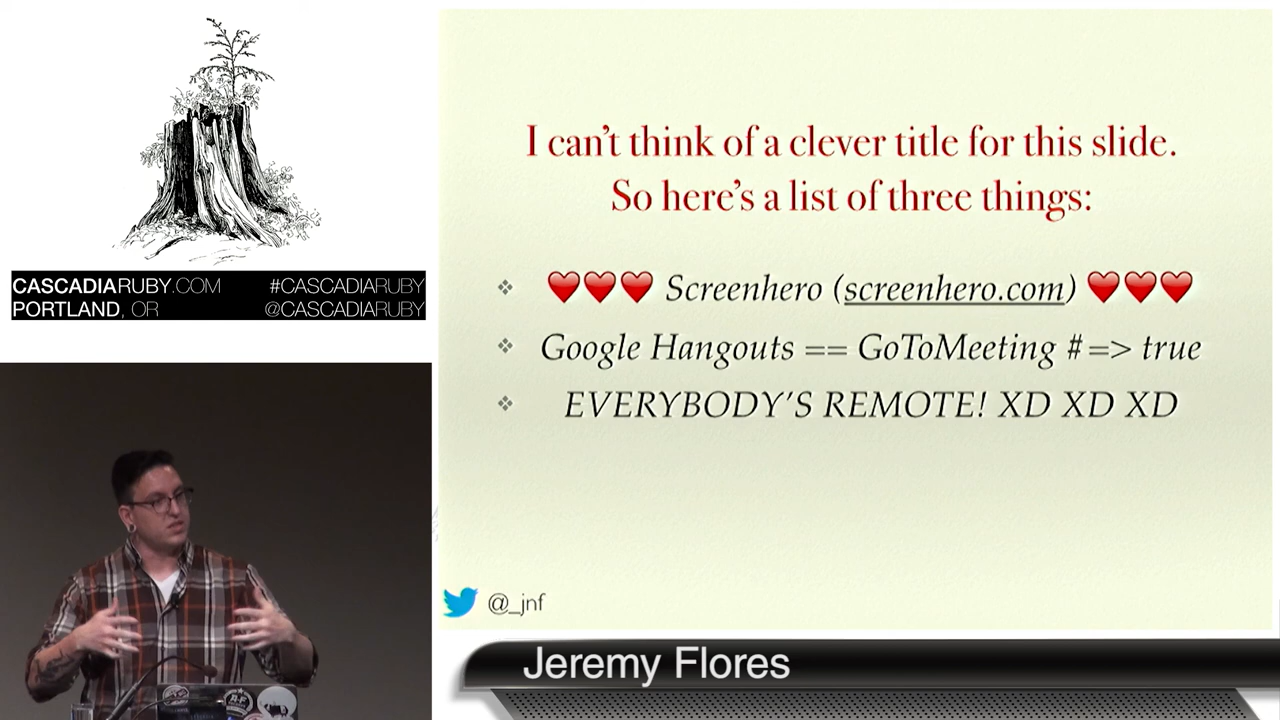 CASCADIARUBY.COM #CASCADIARUBY
PORTLAND, OR @CASCADIARUBY
I can't think of a clever title for this slide.
So here's a list of three things:
❖ ❤❤❤ Screenhero (screenhero.com) ❤❤❤
❖ Google Hangouts == GoToMeeting #=> true
❖ EVERYBODY'S REMOTE! XD XD XD
@_jnf
Jeremy Flores